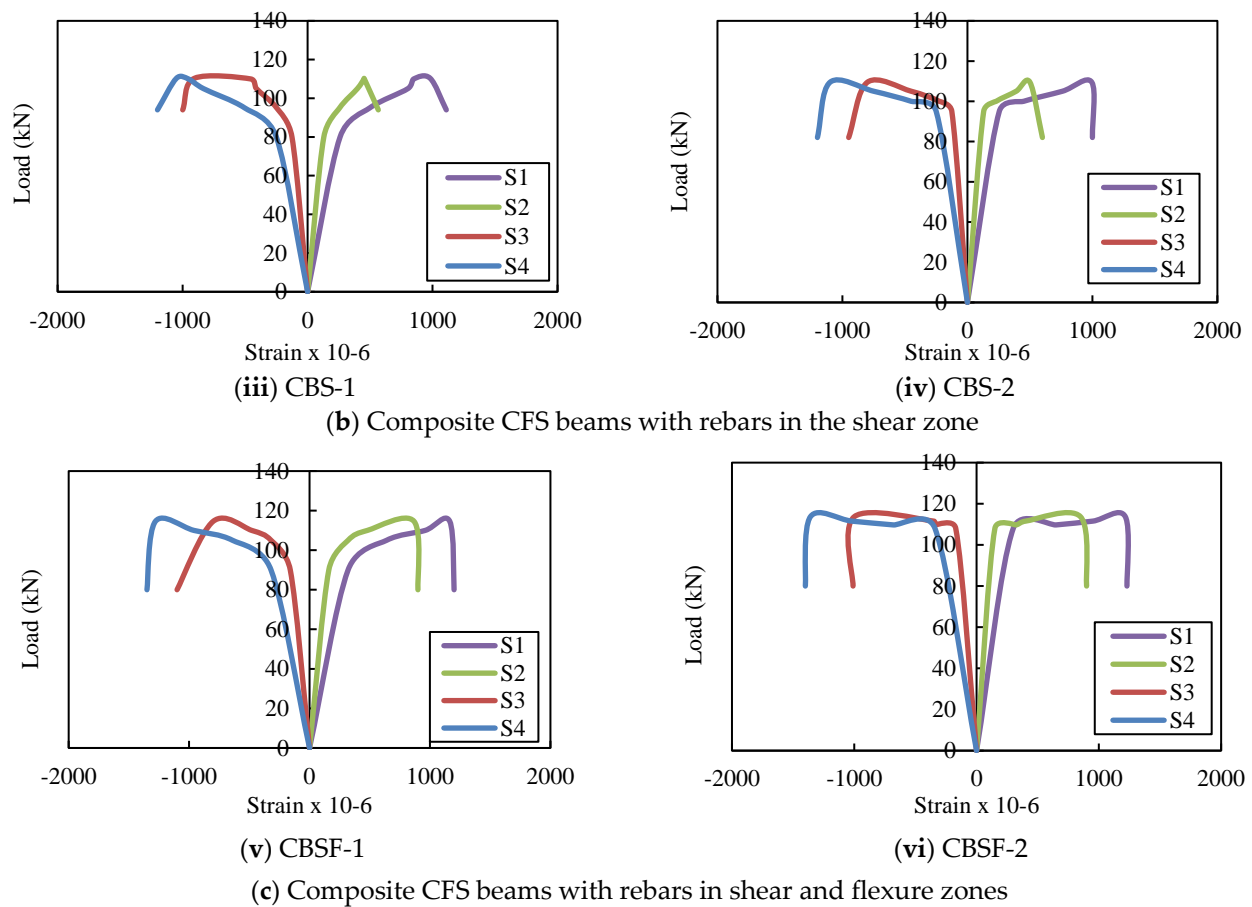 140
120
100
80
60
40
20
0
Load (kN)
S1
S2
S3
S4
-2000 -1000 0 1000 2000
Strain x 10-6
(iii) CBS-1
140
120
100
80
60
40
20
0
Load (kN)
S1
S2
S3
S4
-2000 -1000 0 1000 2000
Strain x 10-6
(iv) CBS-2
(b) Composite CFS beams with rebars in the shear zone
140
120
100
80
60
40
20
0
Load (kN)
S1
S2
S3
S4
-2000 -1000 0 1000 2000
Strain x 10-6
(v) CBSF-1
140
120
100
80
60
40
20
0
Load (kN)
S1
S2
S3
S4
-2000 -1000 0 1000 2000
Strain x 10-6
(vi) CBSF-2
(c) Composite CFS beams with rebars in shear and flexure zones